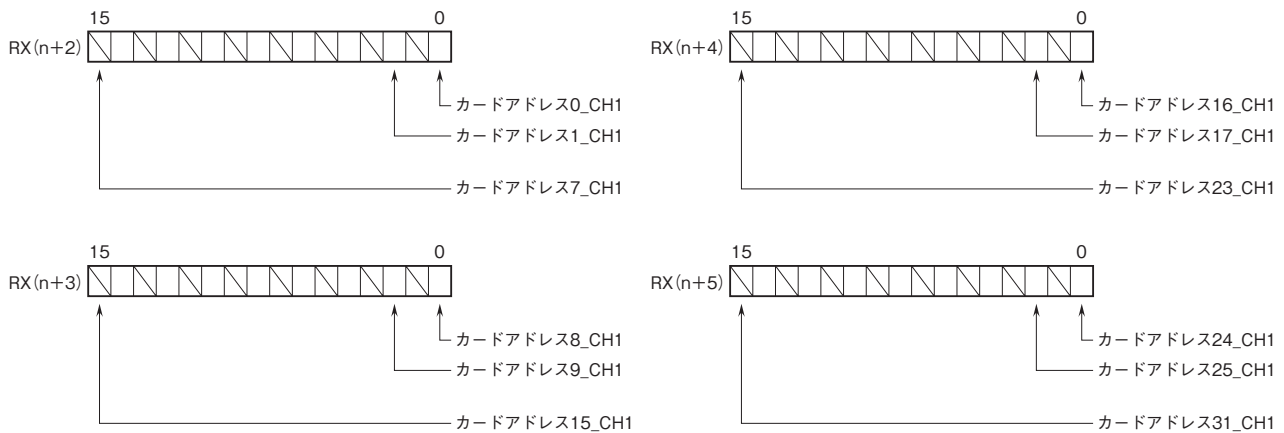 15 0
RX(n+2)
カードアドレス0_CH1
カードアドレス1_CH1
カードアドレス7_CH1
15 0
RX(n+4)
カードアドレス16_CH1
カードアドレス17_CH1
カードアドレス23_CH1
15 0
RX(n+3)
カードアドレス8_CH1
カードアドレス9_CH1
カードアドレス15_CH1
15 0
RX(n+5)
カードアドレス24_CH1
カードアドレス25_CH1
カードアドレス31_CH1